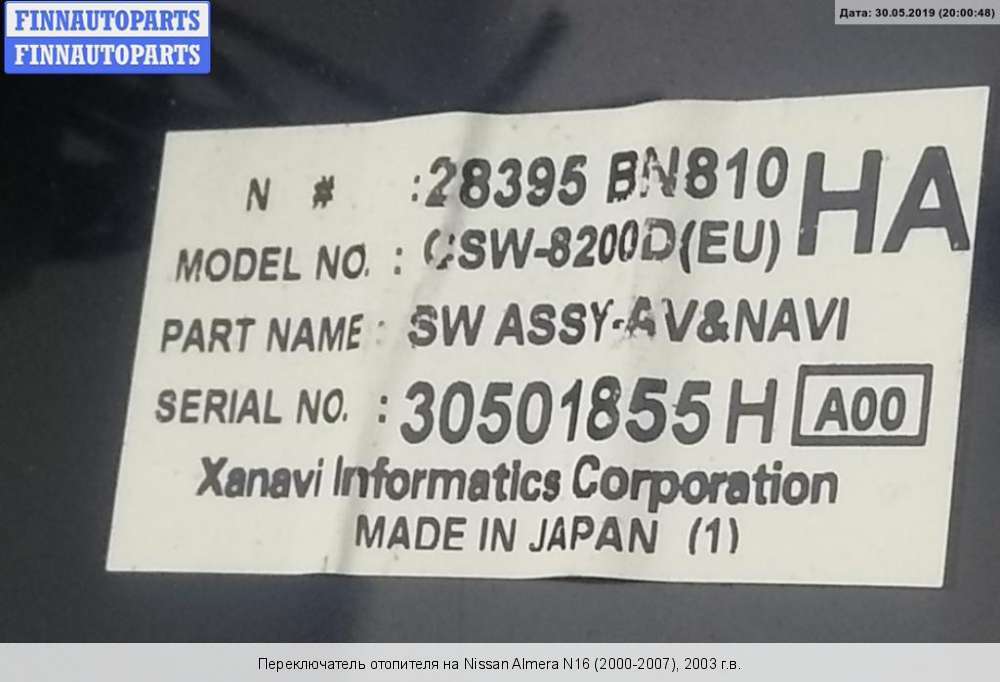 FINNAUTOPARTS
FINNAUTOPARTS
Дата: 30.05.2019 (20:00:48)
N # :28395 BN810 HA
MODEL NO. : CSW-8200D(EU)
PART NAME: SW ASSY-AV&NAVI
SERIAL NO. : 30501855H A00
Xanavi Informatics Corporation
MADE IN JAPAN (1)
Переключатель отопителя на Nissan Almera N16 (2000-2007), 2003 г.в.